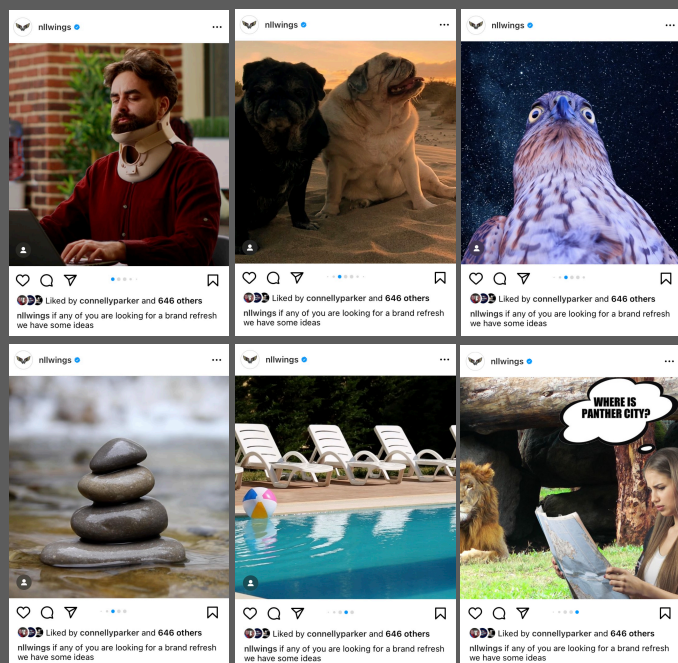 nllwings
Liked by connellyparker and 646 others
nllwings if any of you are looking for a brand refresh
we have some ideas
nllwings
Liked by connellyparker and 646 others
nllwings if any of you are looking for a brand refresh
we have some ideas
nllwings
Liked by connellyparker and 646 others
nllwings if any of you are looking for a brand refresh
we have some ideas
nllwings
Liked by connellyparker and 646 others
nllwings if any of you are looking for a brand refresh
we have some ideas
nllwings
Liked by connellyparker and 646 others
nllwings if any of you are looking for a brand refresh
we have some ideas
nllwings
WHERE IS
PANTHER CITY?
Liked by connellyparker and 646 others
nllwings if any of you are looking for a brand refresh
we have some ideas